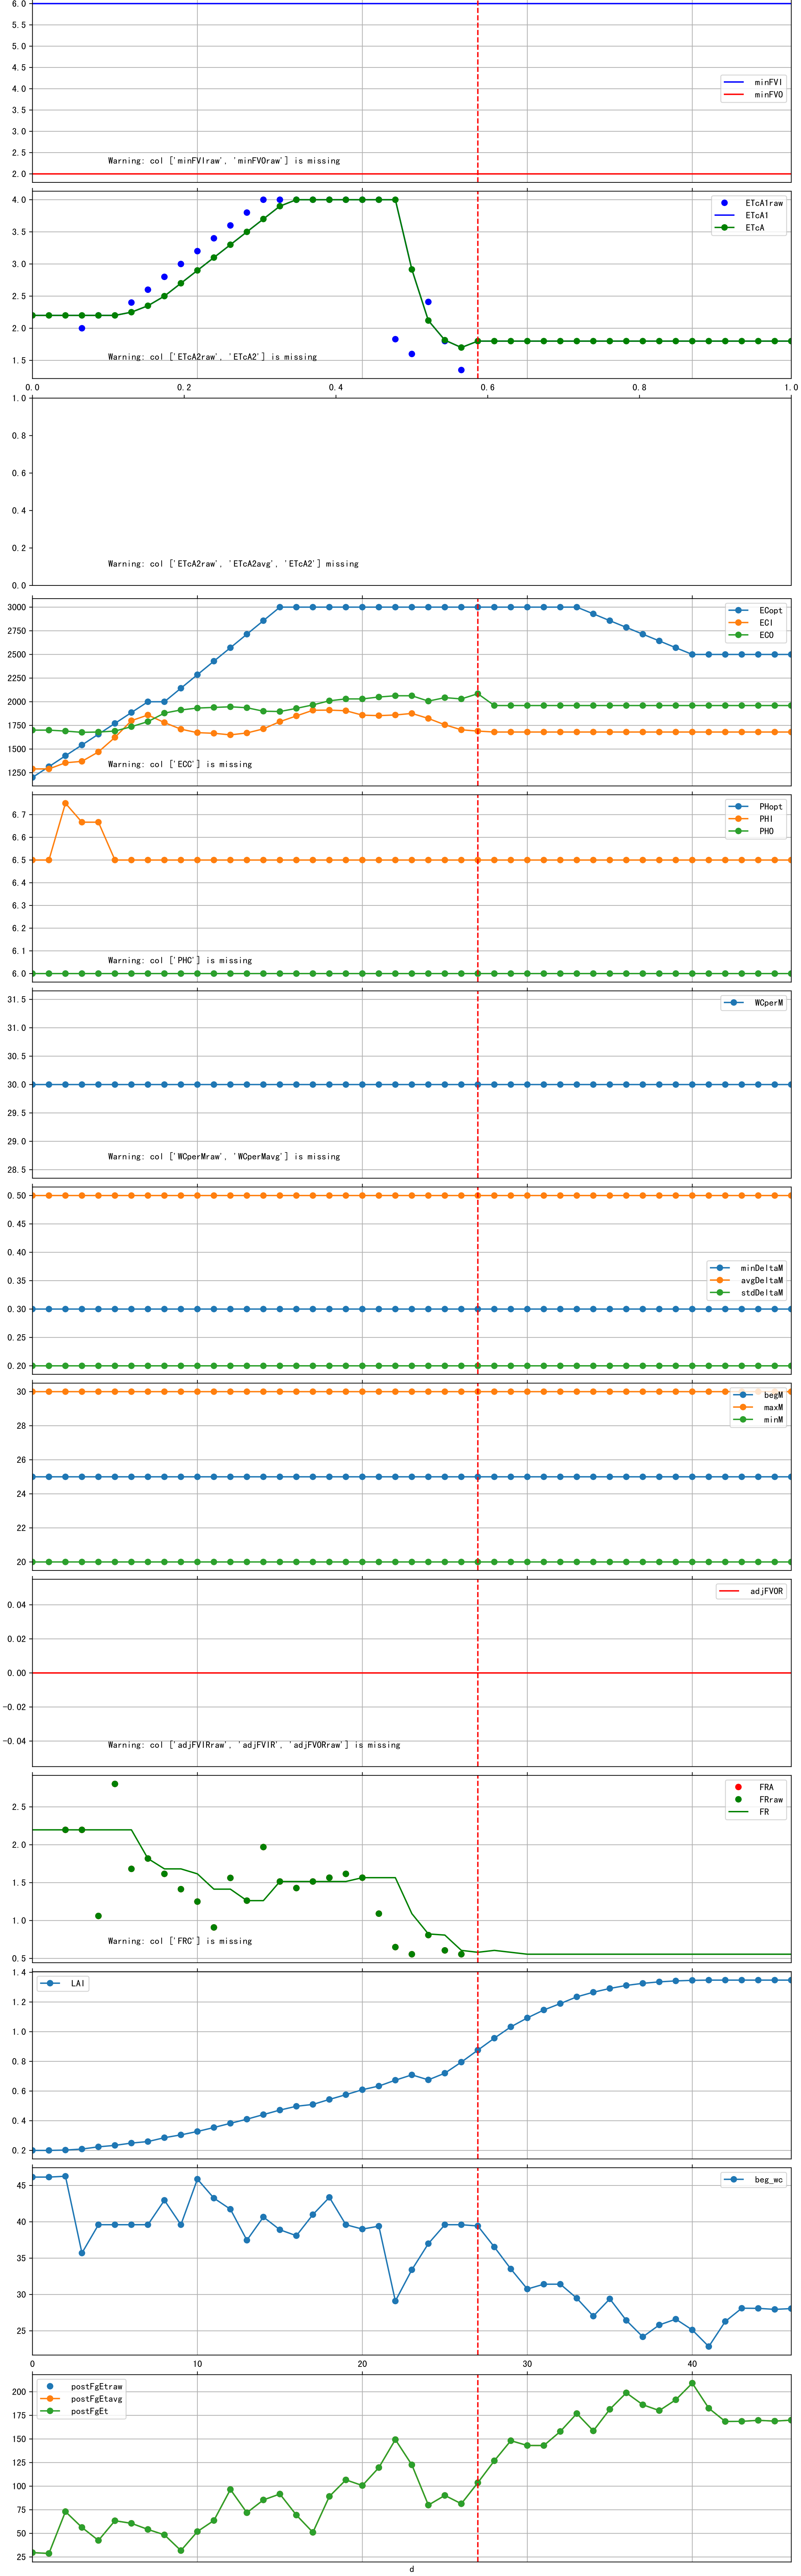 6.0
5.5
5.0
4.5
4.0
3.5
3.0
2.5
2.0
minFVI
minFVO
Warning: col ['minFVIraw', 'minFVOraw'] is missing
4.0
3.5
3.0
2.5
2.0
1.5
ETcA1raw
ETcA1
ETcA
Warning: col ['ETcA2raw', 'ETcA2'] is missing
0.0 0.2 0.4 0.6 0.8 1.0
1.0
0.8
0.6
0.4
0.2
0.0
Warning: col ['ETcA2raw', 'ETcA2avg', 'ETcA2'] missing
3000
2750
2500
2250
2000
1750
1500
1250
ECopt
ECI
ECO
Warning: col ['ECC'] is missing
6.7
6.6
6.5
6.4
6.3
6.2
6.1
6.0
PHopt
PHI
PHO
Warning: col ['PHC'] is missing
31.5
31.0
30.5
30.0
29.5
29.0
28.5
WCperM
Warning: col ['WCperMraw', 'WCperMavg'] is missing
0.50
0.45
0.40
0.35
0.30
0.25
0.20
minDeltaM
avgDeltaM
stdDeltaM
30
28
26
24
22
20
begM
maxM
minM
0.04
0.02
0.00
-0.02
-0.04
adjFVOR
Warning: col ['adjFVIRraw', 'adjFVIR', 'adjFVORraw'] is missing
2.5
2.0
1.5
1.0
0.5
FRA
FRraw
FR
Warning: col ['FRC'] is missing
1.4
1.2
1.0
0.8
0.6
0.4
0.2
LAI
45
40
35
30
25
beg_wc
0 10 20 30 40
200
175
150
125
100
75
50
25
postFgEtraw
postFgEtavg
postFgEt
d